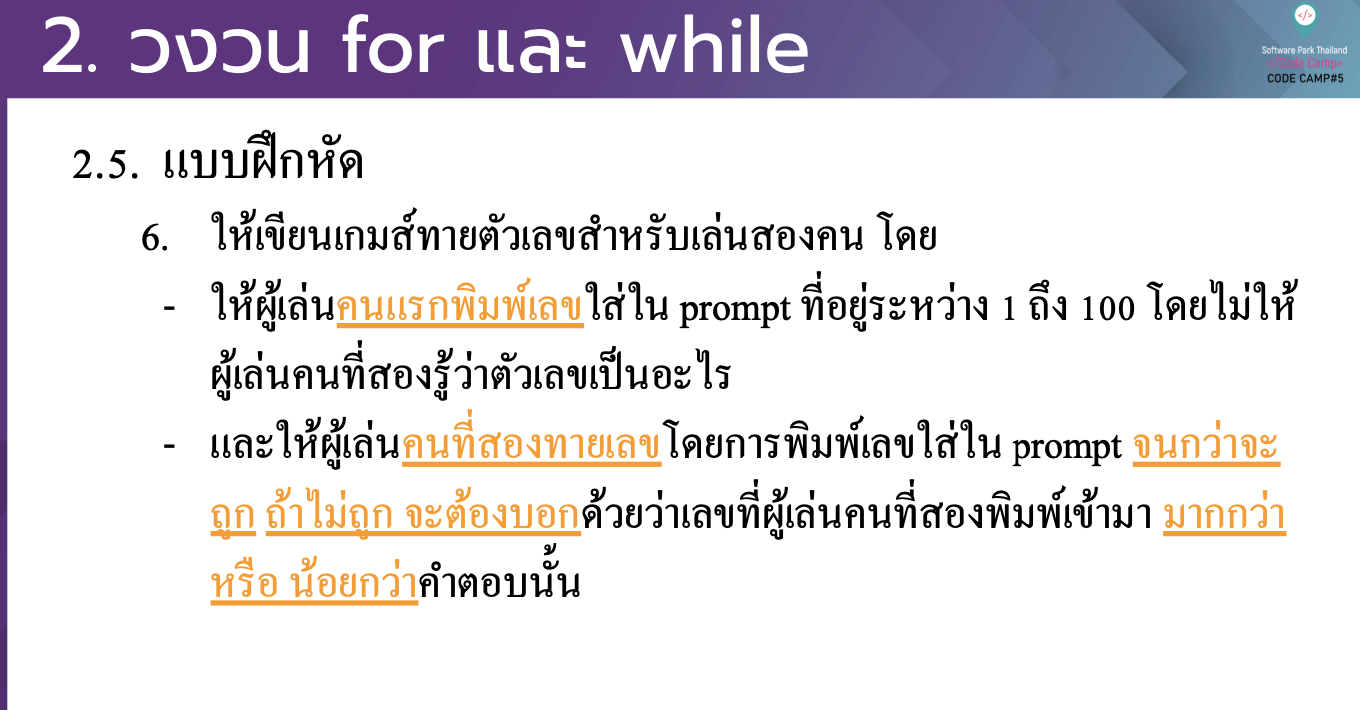 2. วงวน for และ while
</>
Software Park Thailand
</Code Camp>
CODE CAMP#5
2.5. แบบฝึกหัด
6. ให้เขียนเกมส์ทายตัวเลขสำหรับเล่นสองคน โดย
- ให้ผู้เล่นคนแรกพิมพ์เลขใส่ใน prompt ที่อยู่ระหว่าง 1 ถึง 100 โดยไม่ให้
ผู้เล่นคนที่สองรู้ว่าตัวเลขเป็นอะไร
- และให้ผู้เล่นคนที่สองทายเลขโดยการพิมพ์เลขใส่ใน prompt จนกว่าจะ
ถูก ถ้าไม่ถูก จะต้องบอกด้วยว่าเลขที่ผู้เล่นคนที่สองพิมพ์เข้ามา มากกว่า
หรือ น้อยกว่าคำตอบนั้น